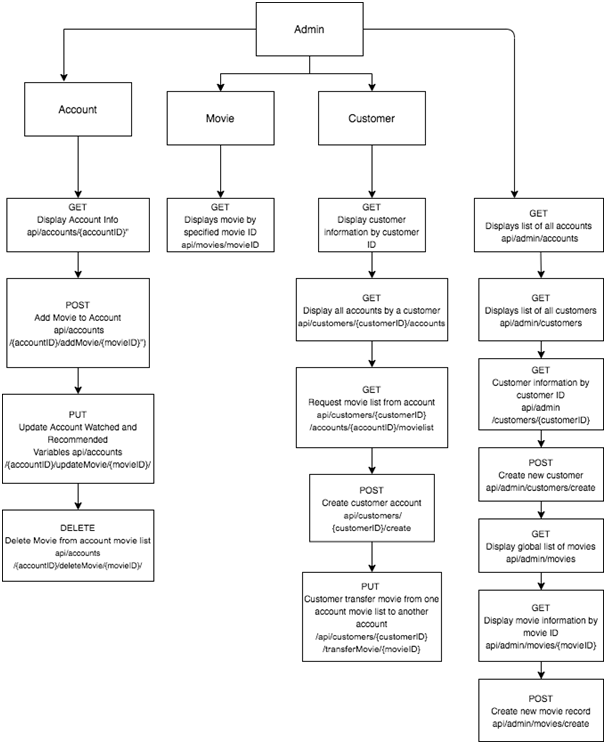 Admin
Account
Movie
Customer
GET
Display Account Info
api/accounts/{accountID}"
POST
Add Movie to Account
api/accounts
/{accountID}/addMovie/{movieID}")
PUT
Update Account Watched and
Recommended
Variables api/accounts
/{accountID}/updateMovie/{movieID}/
DELETE
Delete Movie from account movie list
api/accounts
/{accountID}/deleteMovie/{movieID}/
GET
Displays movie by
specified movie ID
api/movies/movieID
GET
Display customer
information by customer
ID
GET
Display all accounts by a customer
api/customers/{customerID}/accounts
GET
Request movie list from account
api/customers/{customerID}
/accounts/{accountID}/movielist
POST
Create customer account
api/customers/
{customerID}/create
PUT
Customer transfer movie from one
account movie list to another
account
/api/customers/{customerID}
/transferMovie/{movieID}
GET
Displays list of all accounts
api/admin/accounts
GET
Displays list of all customers
api/admin/customers
GET
Customer information by
customer ID
api/admin
/customers/{customerID}
POST
Create new customer
api/admin/customers/create
GET
Display global list of movies
api/admin/movies
GET
Display movie information by
movie ID
api/admin/movies/{movieID}
POST
Create new movie record
api/admin/movies/create